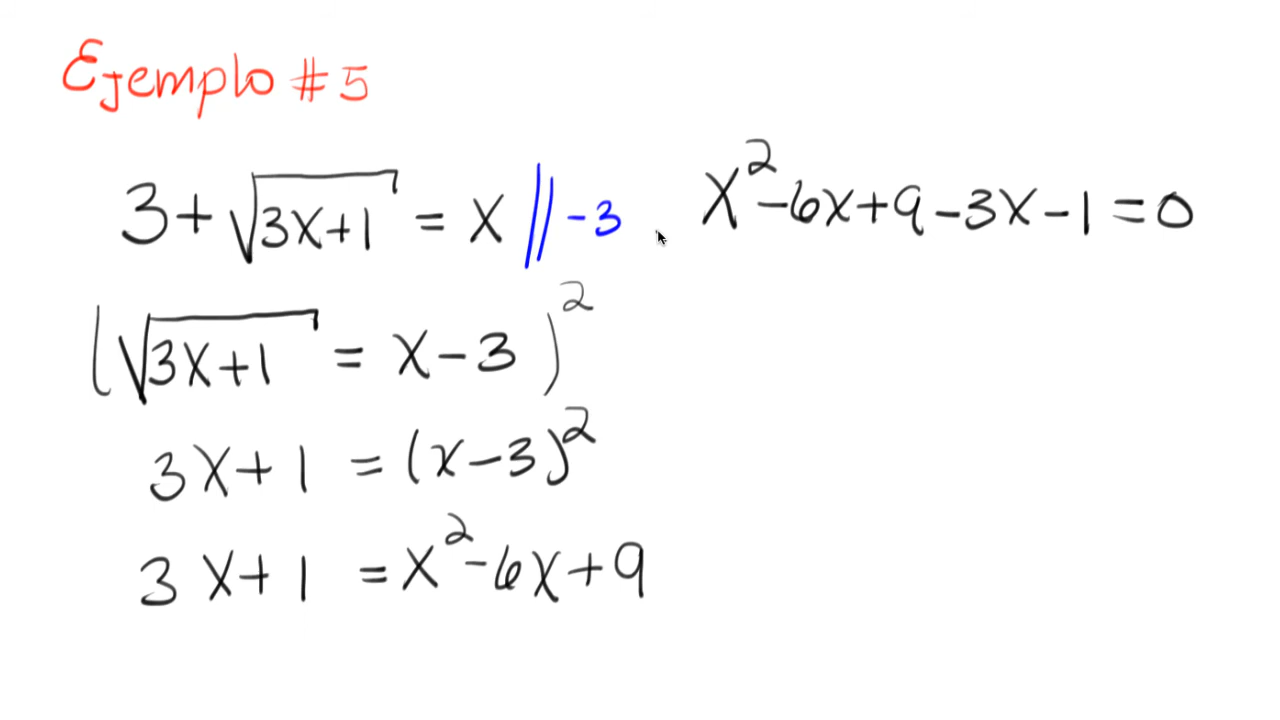 Ejemplo #5
3+√(3x+1) = x || -3
(√(3x+1) = x-3)²
3x+1 = (x-3)²
3x+1 = x²-6x+9
x²-6x+9-3x-1=0